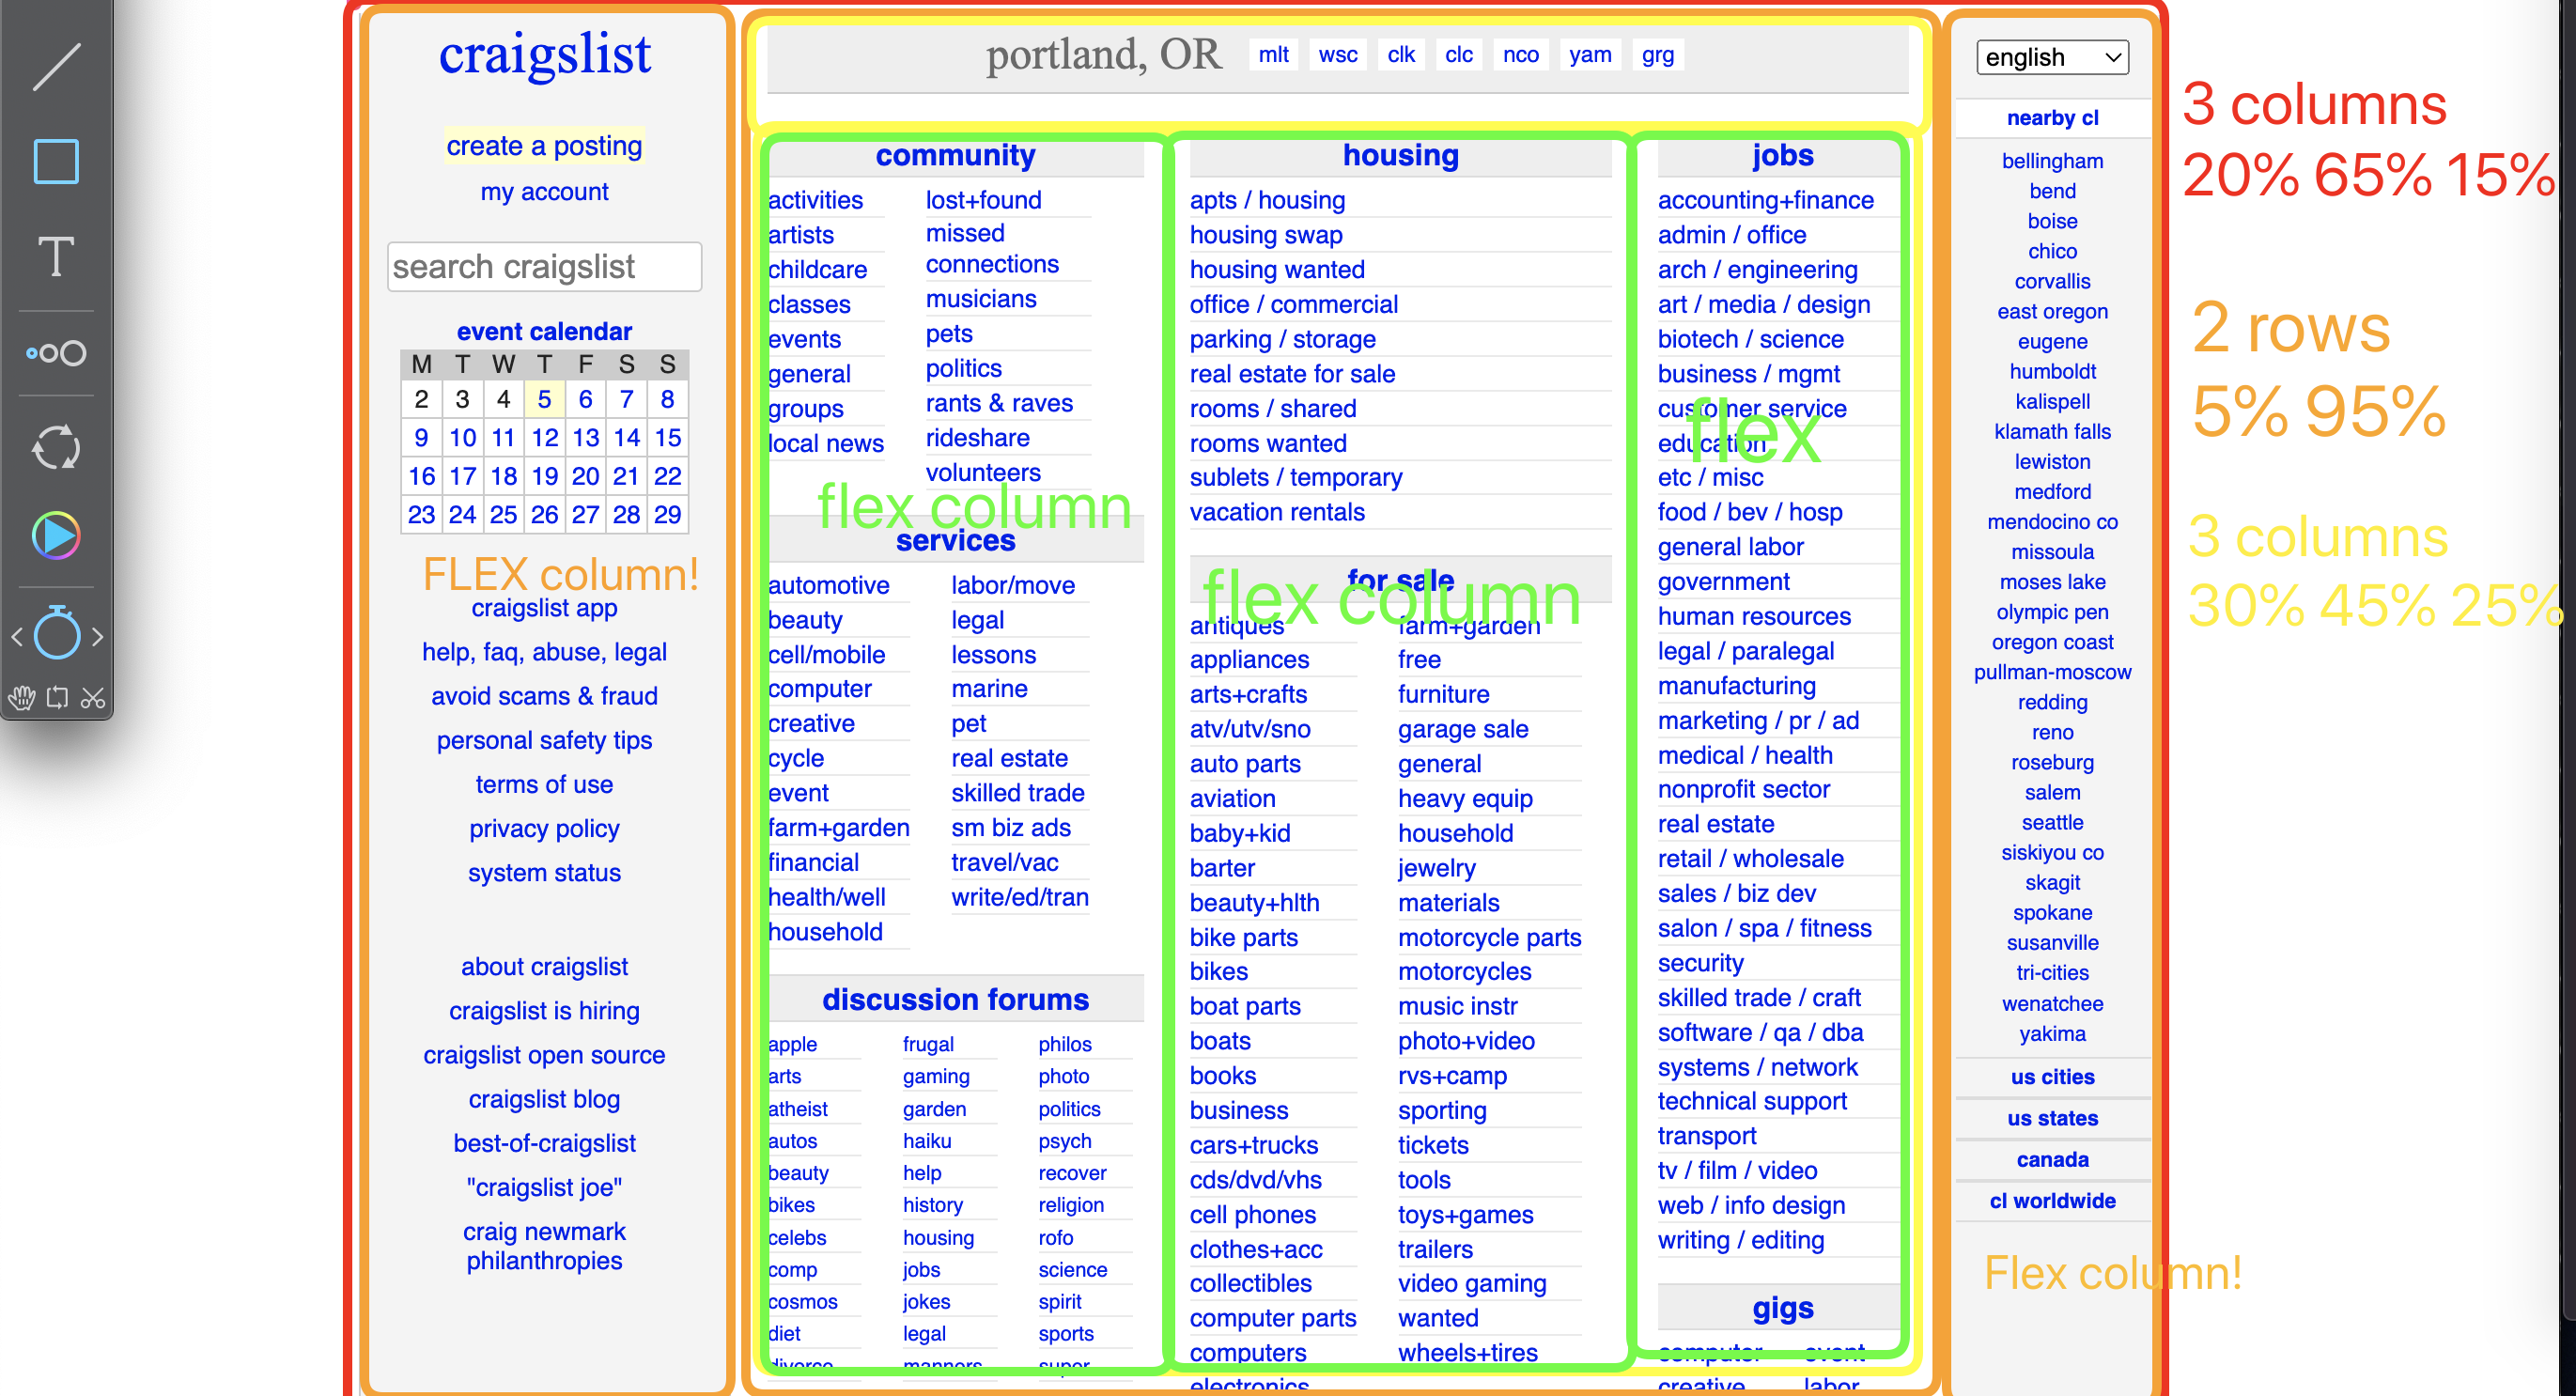 craigslist
create a posting
my account
search craigslist
event calendar
M T W T F S S
2 3 4 5 6 7 8
9 10 11 12 13 14 15
16 17 18 19 20 21 22
23 24 25 26 27 28 29
FLEX column!
craigslist app
help, faq, abuse, legal
avoid scams & fraud
personal safety tips
terms of use
privacy policy
system status
about craigslist
craigslist is hiring
craigslist open source
craigslist blog
best-of-craigslist
"craigslist joe"
craig newmark
philanthropies
portland, OR mlt wsc clk clc nco yam grg
community
activities
artists
childcare
classes
events
general
groups
local news
lost+found
missed
connections
musicians
pets
politics
rants & raves
rideshare
volunteers
flex column
services
automotive
beauty
cell/mobile
computer
creative
cycle
event
farm+garden
financial
health/well
household
labor/move
legal
lessons
marine
pet
real estate
skilled trade
sm biz ads
travel/vac
write/ed/tran
discussion forums
apple
arts
atheist
autos
beauty
bikes
celebs
comp
cosmos
diet
divorce
frugal
gaming
garden
haiku
help
history
housing
jobs
jokes
legal
manners
philos
photo
politics
psych
recover
religion
rofo
science
spirit
sports
super
housing
apts / housing
housing swap
housing wanted
office / commercial
parking / storage
real estate for sale
rooms / shared
rooms wanted
sublets / temporary
vacation rentals
for sale
flex column
antiques
appliances
arts+crafts
atv/utv/sno
auto parts
aviation
baby+kid
barter
beauty+hlth
bike parts
bikes
boat parts
boats
books
business
cars+trucks
cds/dvd/vhs
cell phones
clothes+acc
collectibles
computer parts
computers
electronics
farm+garden
free
furniture
garage sale
general
heavy equip
household
jewelry
materials
motorcycle parts
motorcycles
music instr
photo+video
rvs+camp
sporting
tickets
tools
toys+games
trailers
video gaming
wanted
wheels+tires
jobs
accounting+finance
admin / office
arch / engineering
art / media / design
biotech / science
business / mgmt
customer service
flex
education
etc / misc
food / bev / hosp
general labor
government
human resources
legal / paralegal
manufacturing
marketing / pr / ad
medical / health
nonprofit sector
real estate
retail / wholesale
sales / biz dev
salon / spa / fitness
security
skilled trade / craft
software / qa / dba
systems / network
technical support
transport
tv / film / video
web / info design
writing / editing
gigs
computer event
creative labor
english
nearby cl
bellingham
bend
boise
chico
corvallis
east oregon
eugene
humboldt
kalispell
klamath falls
lewiston
medford
mendocino co
missoula
moses lake
olympic pen
oregon coast
pullman-moscow
redding
reno
roseburg
salem
seattle
siskiyou co
skagit
spokane
susanville
tri-cities
wenatchee
yakima
us cities
us states
canada
cl worldwide
Flex column!
3 columns
20% 65% 15%
2 rows
5% 95%
3 columns
30% 45% 25%
T